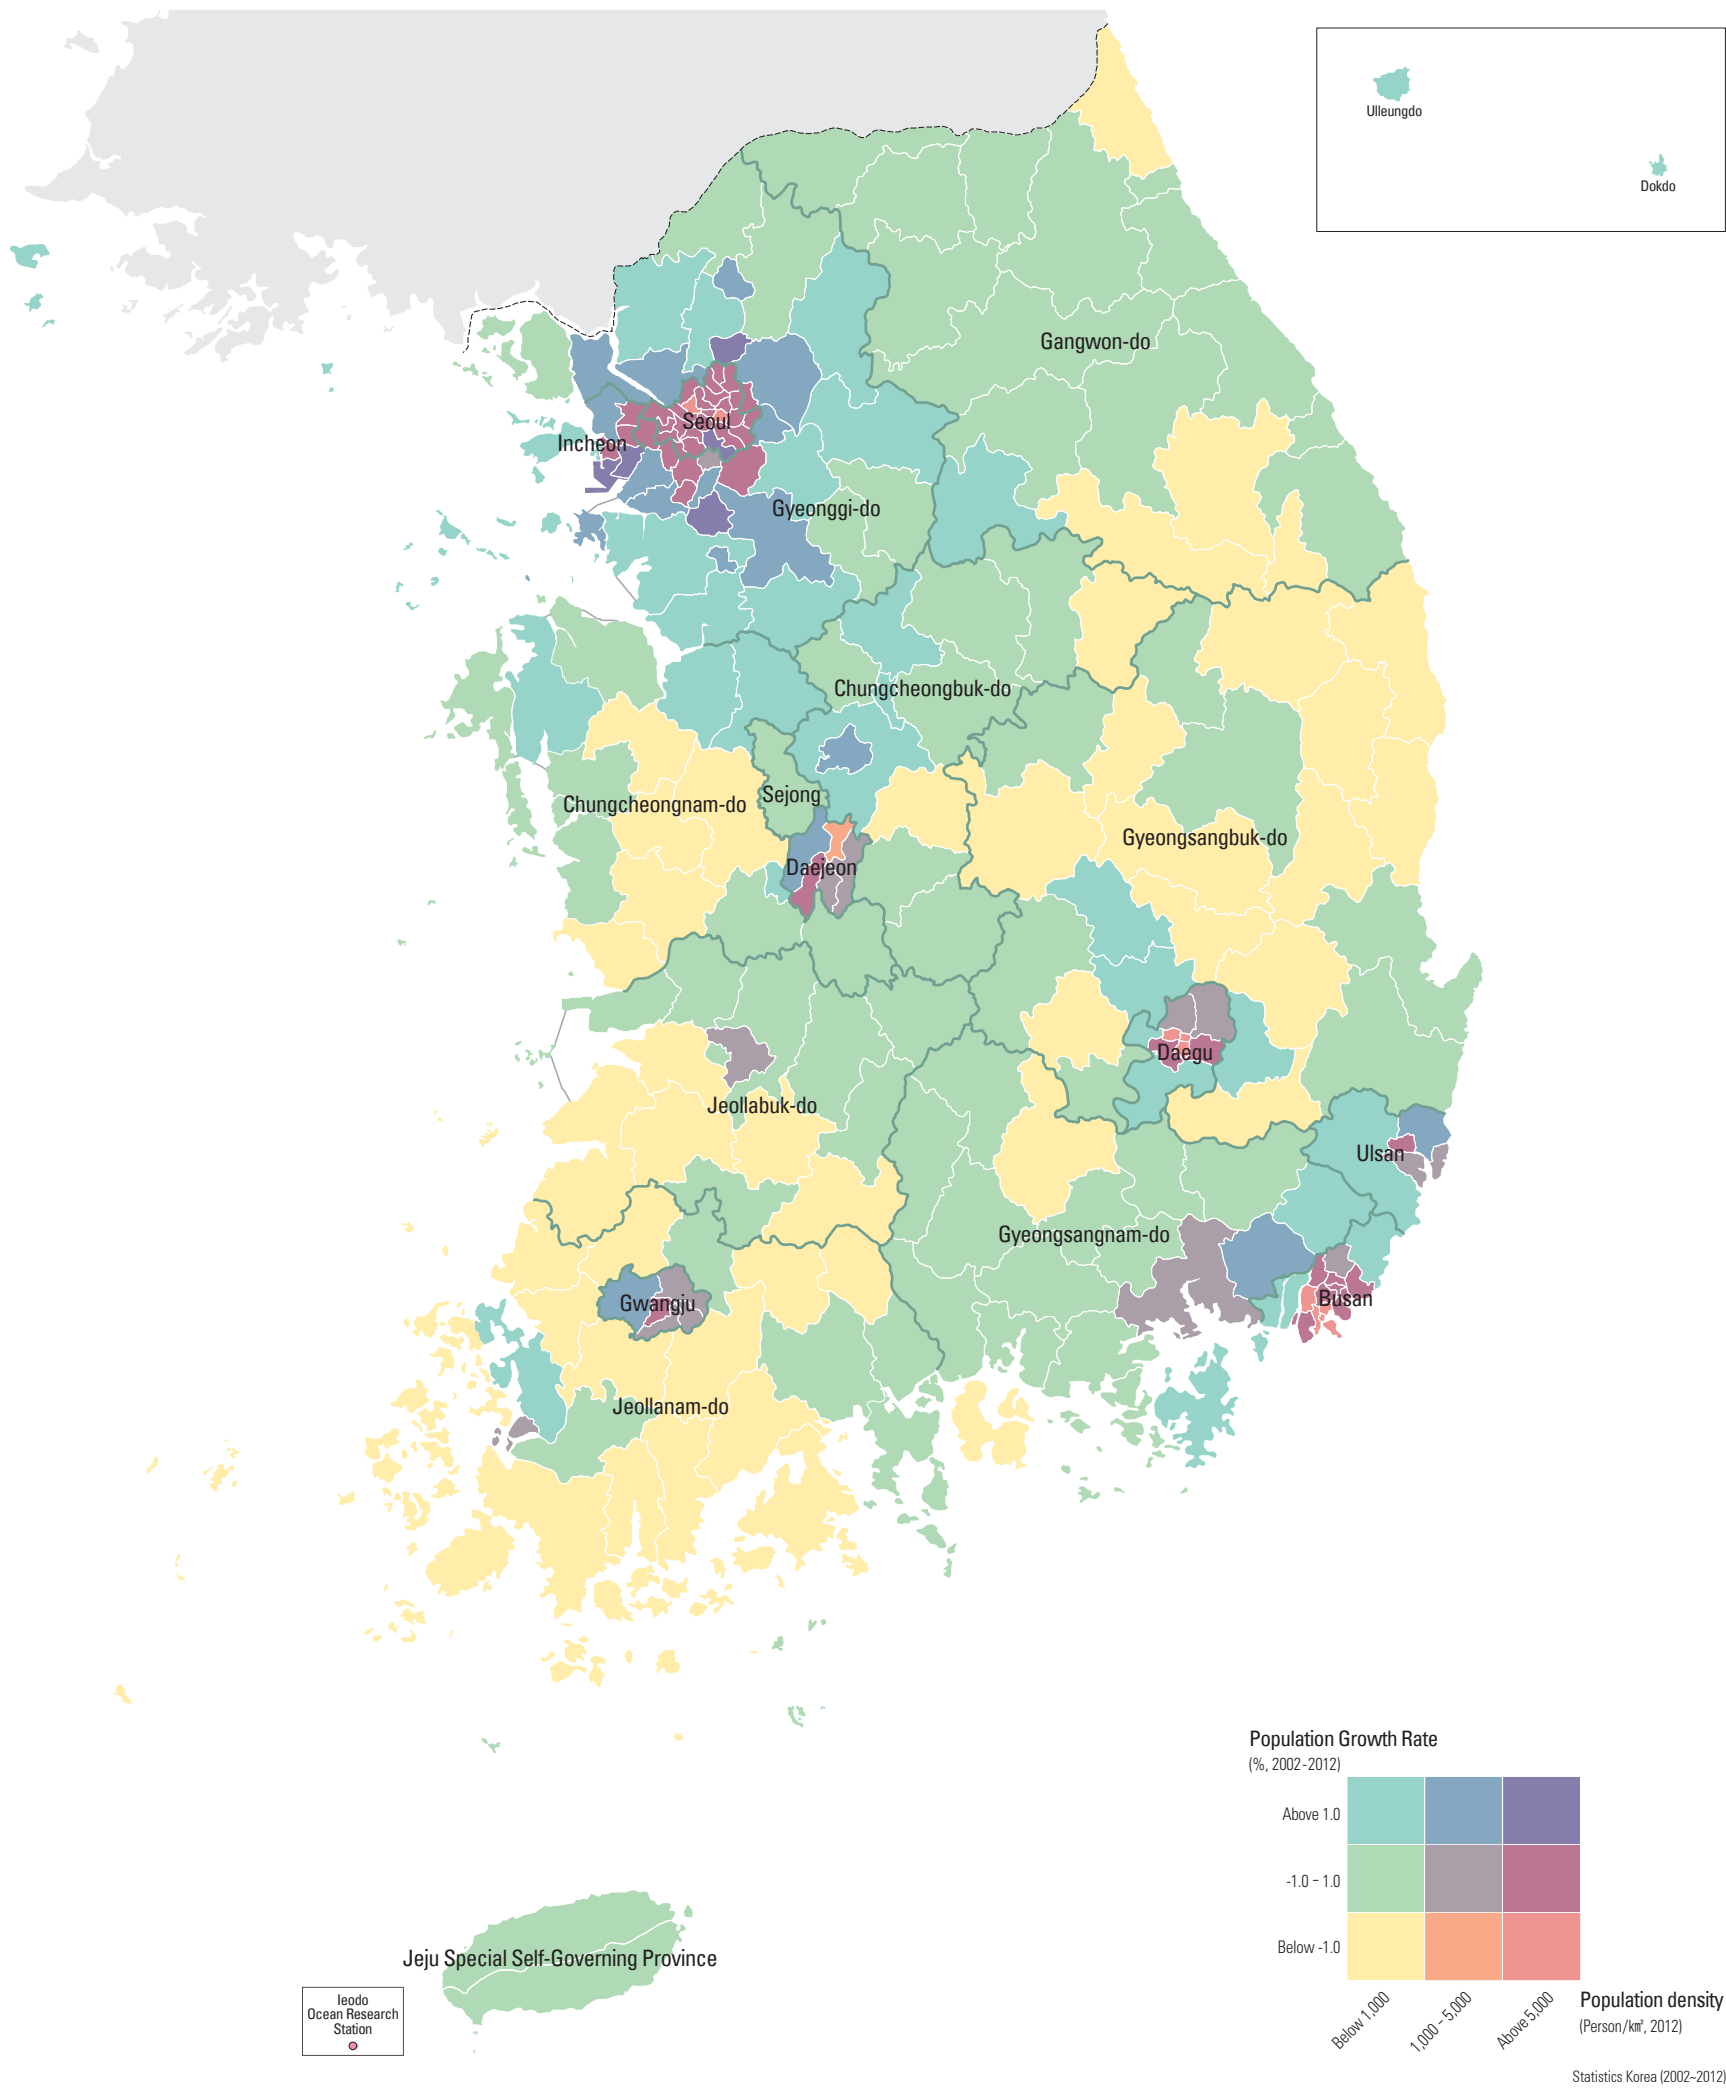 Ulleungdo
Dokdo
Gangwon-do
Seoul
Incheon
Gyeonggi-do
Chungcheongbuk-do
Sejong
Chungcheongnam-do
Gyeongsangbuk-do
Daejeon
Daegu
Jeollabuk-do
Ulsan
Gyeongsangnam-do
Busan
Gwangju
Jeollanam-do
Jeju Special Self-Governing Province
Ieodo
Ocean Research
Station
Population Growth Rate
(%, 2002-2012)
Above 1.0
-1.0 – 1.0
Below -1.0
Below 1,000
1,000 – 5,000
Above 5,000
Population density
(Person/㎢, 2012)
Statistics Korea (2002~2012)